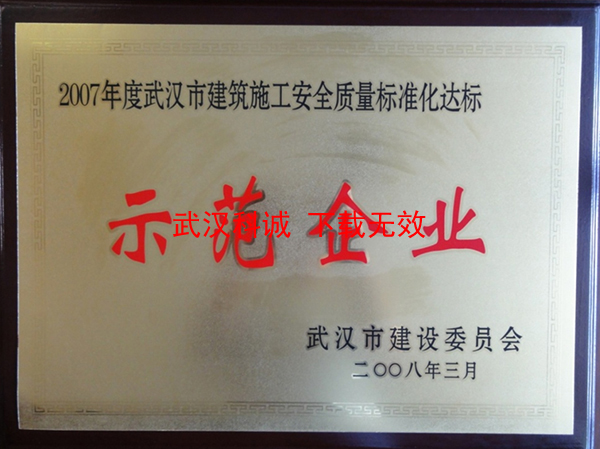 2007年度武汉市建筑施工安全质量标准化达标
示范企业
武汉静诚 下载无效
武汉市建设委员会
二〇〇八年三月